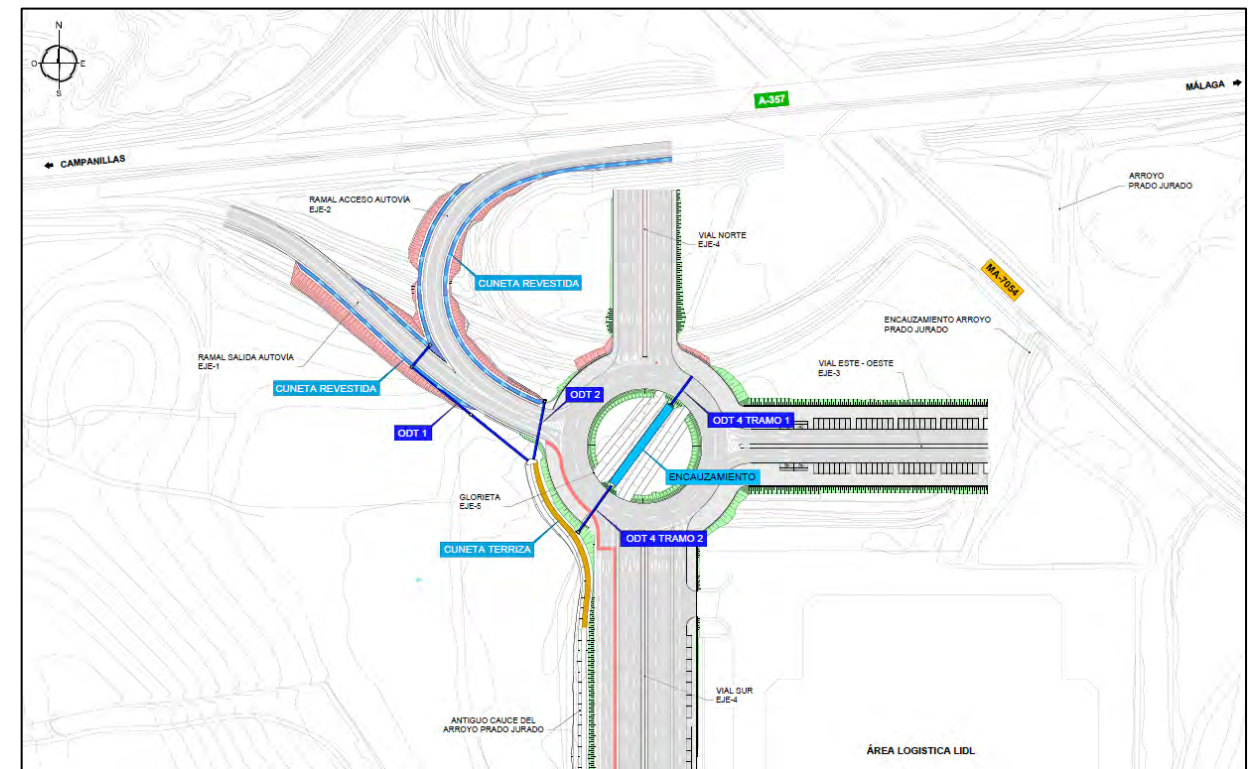 N
O
E
S
A-357
MÁLAGA
CAMPANILLAS
ARROYO
PRADO JURADO
RAMAL ACCESO AUTOVÍA
EJE-2
VIAL NORTE
EJE-4
CUNETA REVESTIDA
MA-7054
ENCAUZAMIENTO ARROYO
PRADO JURADO
RAMAL SALIDA AUTOVÍA
EJE-1
VIAL ESTE - OESTE
EJE-3
CUNETA REVESTIDA
ODT 2
ODT 4 TRAMO 1
ODT 1
ENCAUZAMIENTO
GLORIETA
EJE-5
ODT 4 TRAMO 2
CUNETA TERRIZA
VIAL SUR
EJE-4
ANTIGUO CAUCE DEL
ARROYO PRADO JURADO
ÁREA LOGISTICA LIDL